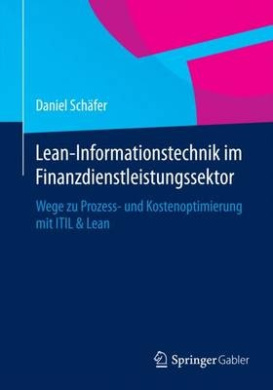 Daniel Schäfer
Lean-Informationstechnik im
Finanzdienstleistungssektor
Wege zu Prozess- und Kostenoptimierung
mit ITIL & Lean
Springer Gabler